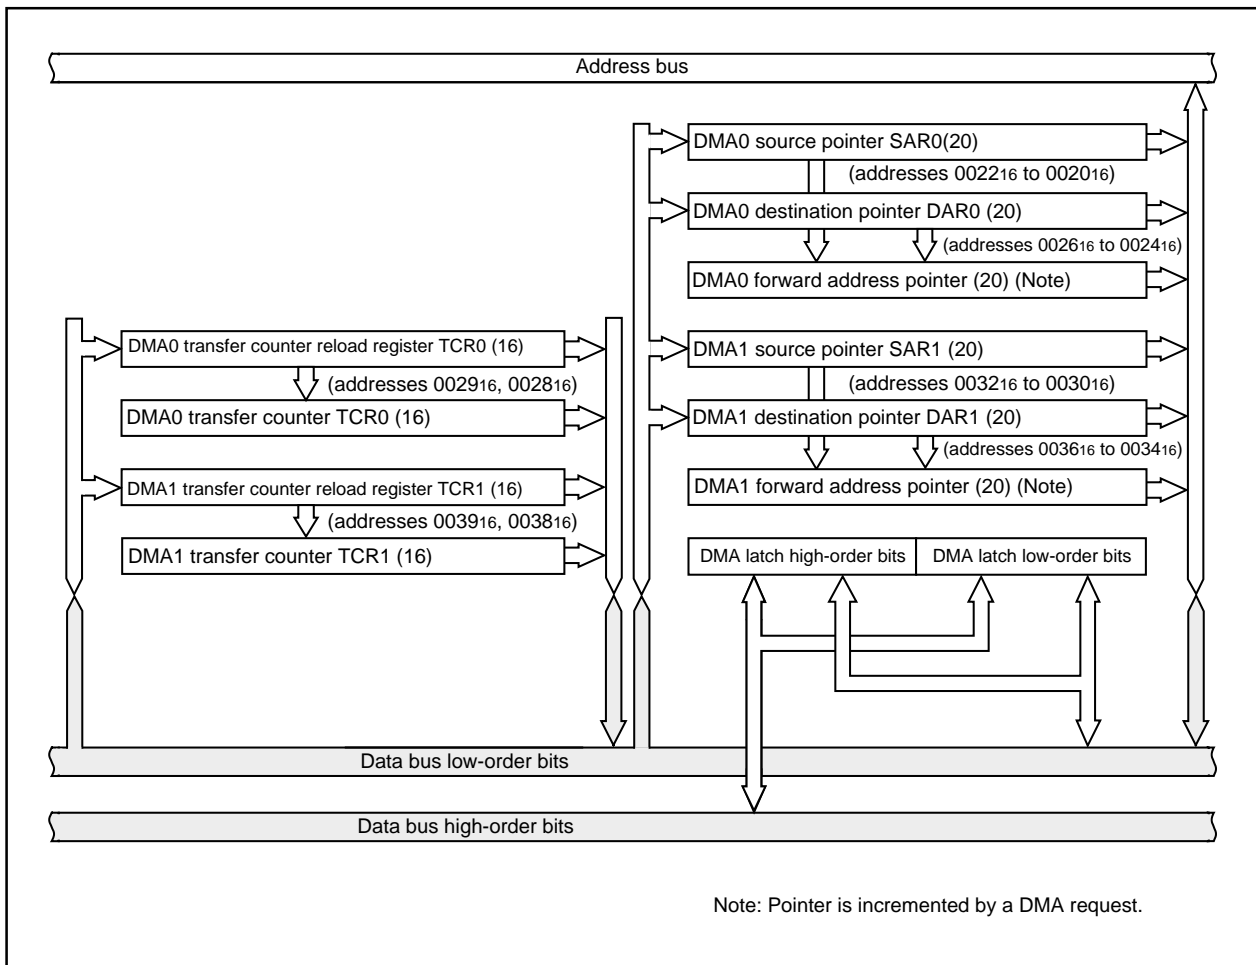 Address bus
DMA0 source pointer SAR0(20)
(addresses 0022₁₆ to 0020₁₆)
DMA0 destination pointer DAR0 (20)
(addresses 0026₁₆ to 0024₁₆)
DMA0 forward address pointer (20) (Note)
DMA0 transfer counter reload register TCR0 (16)
(addresses 0029₁₆, 0028₁₆)
DMA0 transfer counter TCR0 (16)
DMA1 transfer counter reload register TCR1 (16)
(addresses 0039₁₆, 0038₁₆)
DMA1 transfer counter TCR1 (16)
DMA1 source pointer SAR1 (20)
(addresses 0032₁₆ to 0030₁₆)
DMA1 destination pointer DAR1 (20)
(addresses 0036₁₆ to 0034₁₆)
DMA1 forward address pointer (20) (Note)
DMA latch high-order bits
DMA latch low-order bits
Data bus low-order bits
Data bus high-order bits
Note: Pointer is incremented by a DMA request.